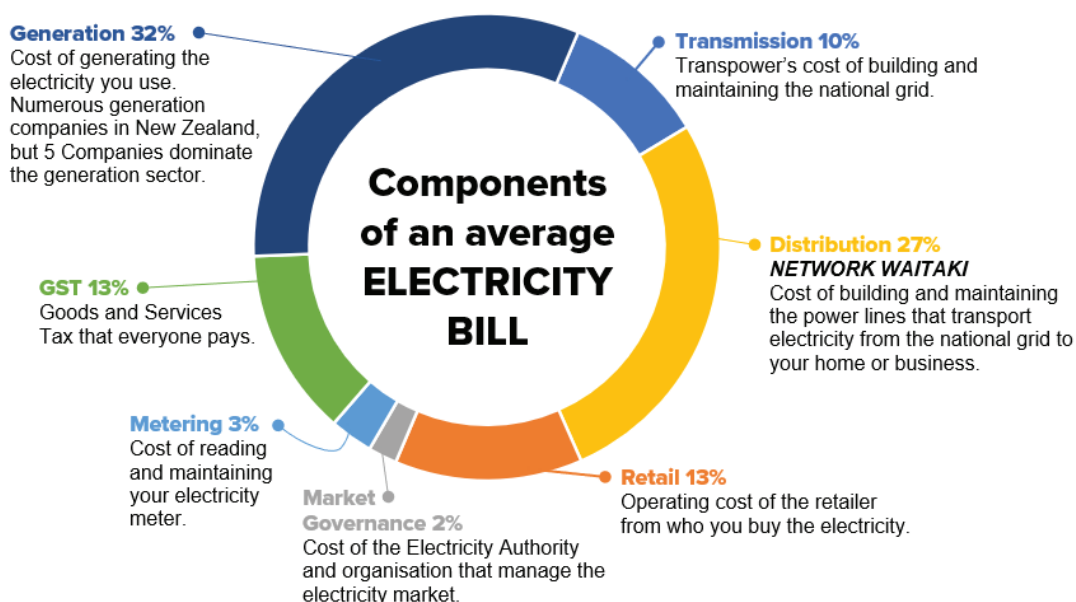 Generation 32%
Cost of generating the
electricity you use.
Numerous generation
companies in New Zealand,
but 5 Companies dominate
the generation sector.
Transmission 10%
Transpower's cost of building and
maintaining the national grid.
Components
of an average
ELECTRICITY
BILL
Distribution 27%
NETWORK WAITAKI
Cost of building and maintaining
the power lines that transport
electricity from the national grid to
your home or business.
GST 13%
Goods and Services
Tax that everyone pays.
Metering 3%
Cost of reading
and maintaining
your electricity
meter.
Market
Governance 2%
Cost of the Electricity Authority
and organisation that manage the
electricity market.
Retail 13%
Operating cost of the retailer
from who you buy the electricity.